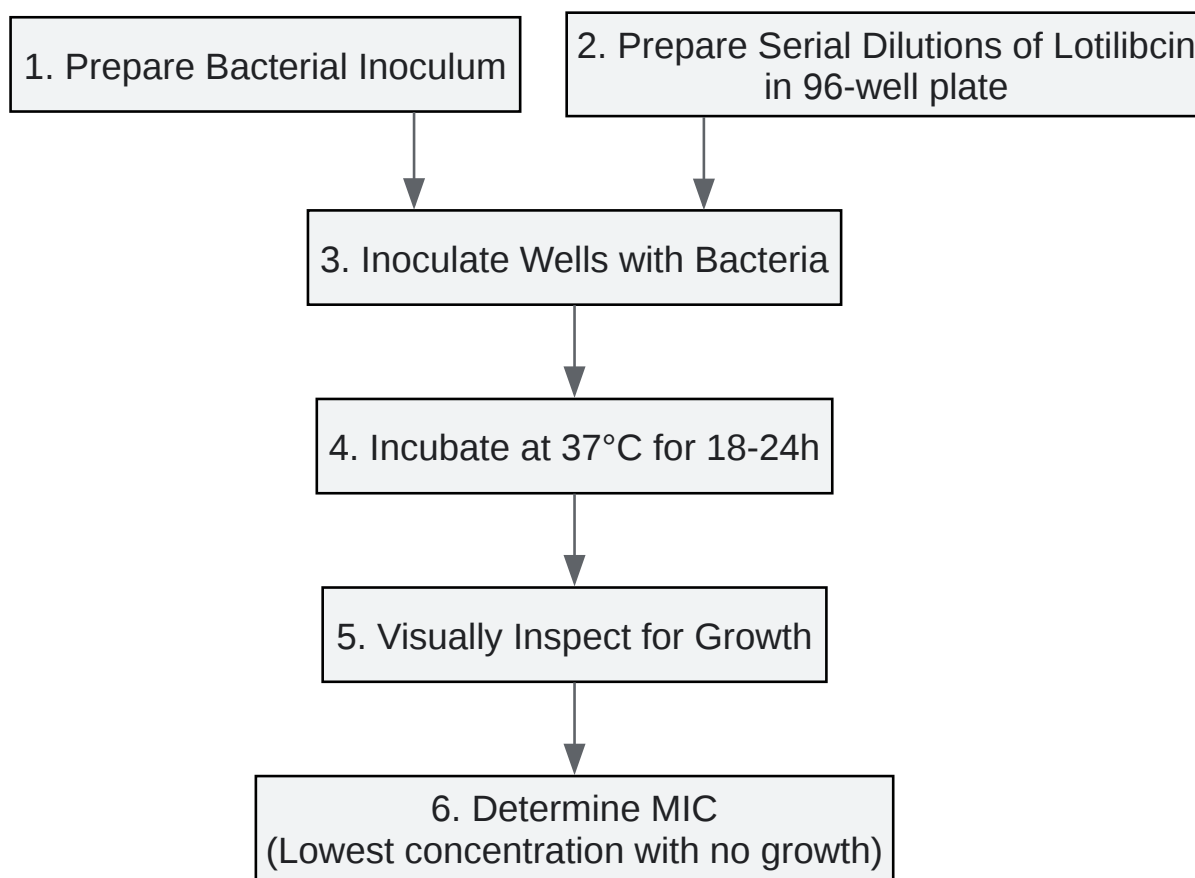 1. Prepare Bacterial Inoculum
2. Prepare Serial Dilutions of Lotilibcin
in 96-well plate
3. Inoculate Wells with Bacteria
4. Incubate at 37°C for 18-24h
5. Visually Inspect for Growth
6. Determine MIC
(Lowest concentration with no growth)